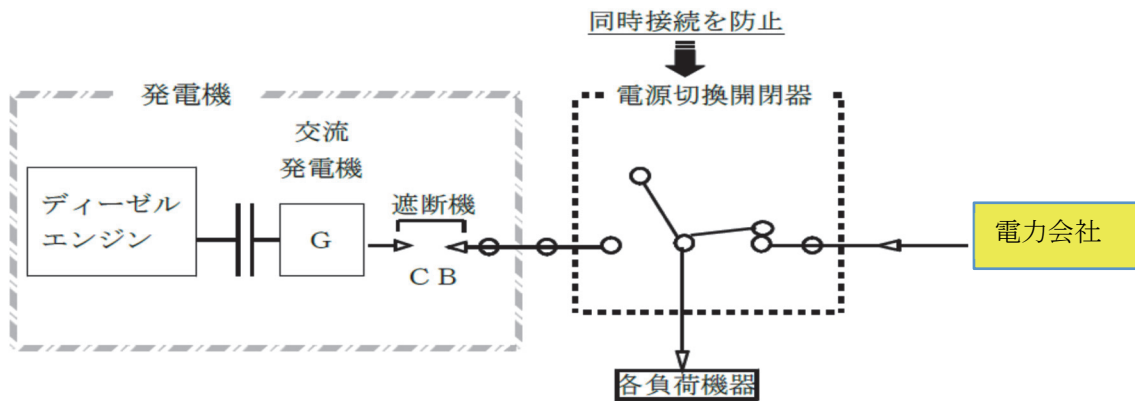 同時接続を防止
発電機
電源切換開閉器
交流
発電機
ディーゼル
エンジン
遮断機
G
CB
電力会社
各負荷機器